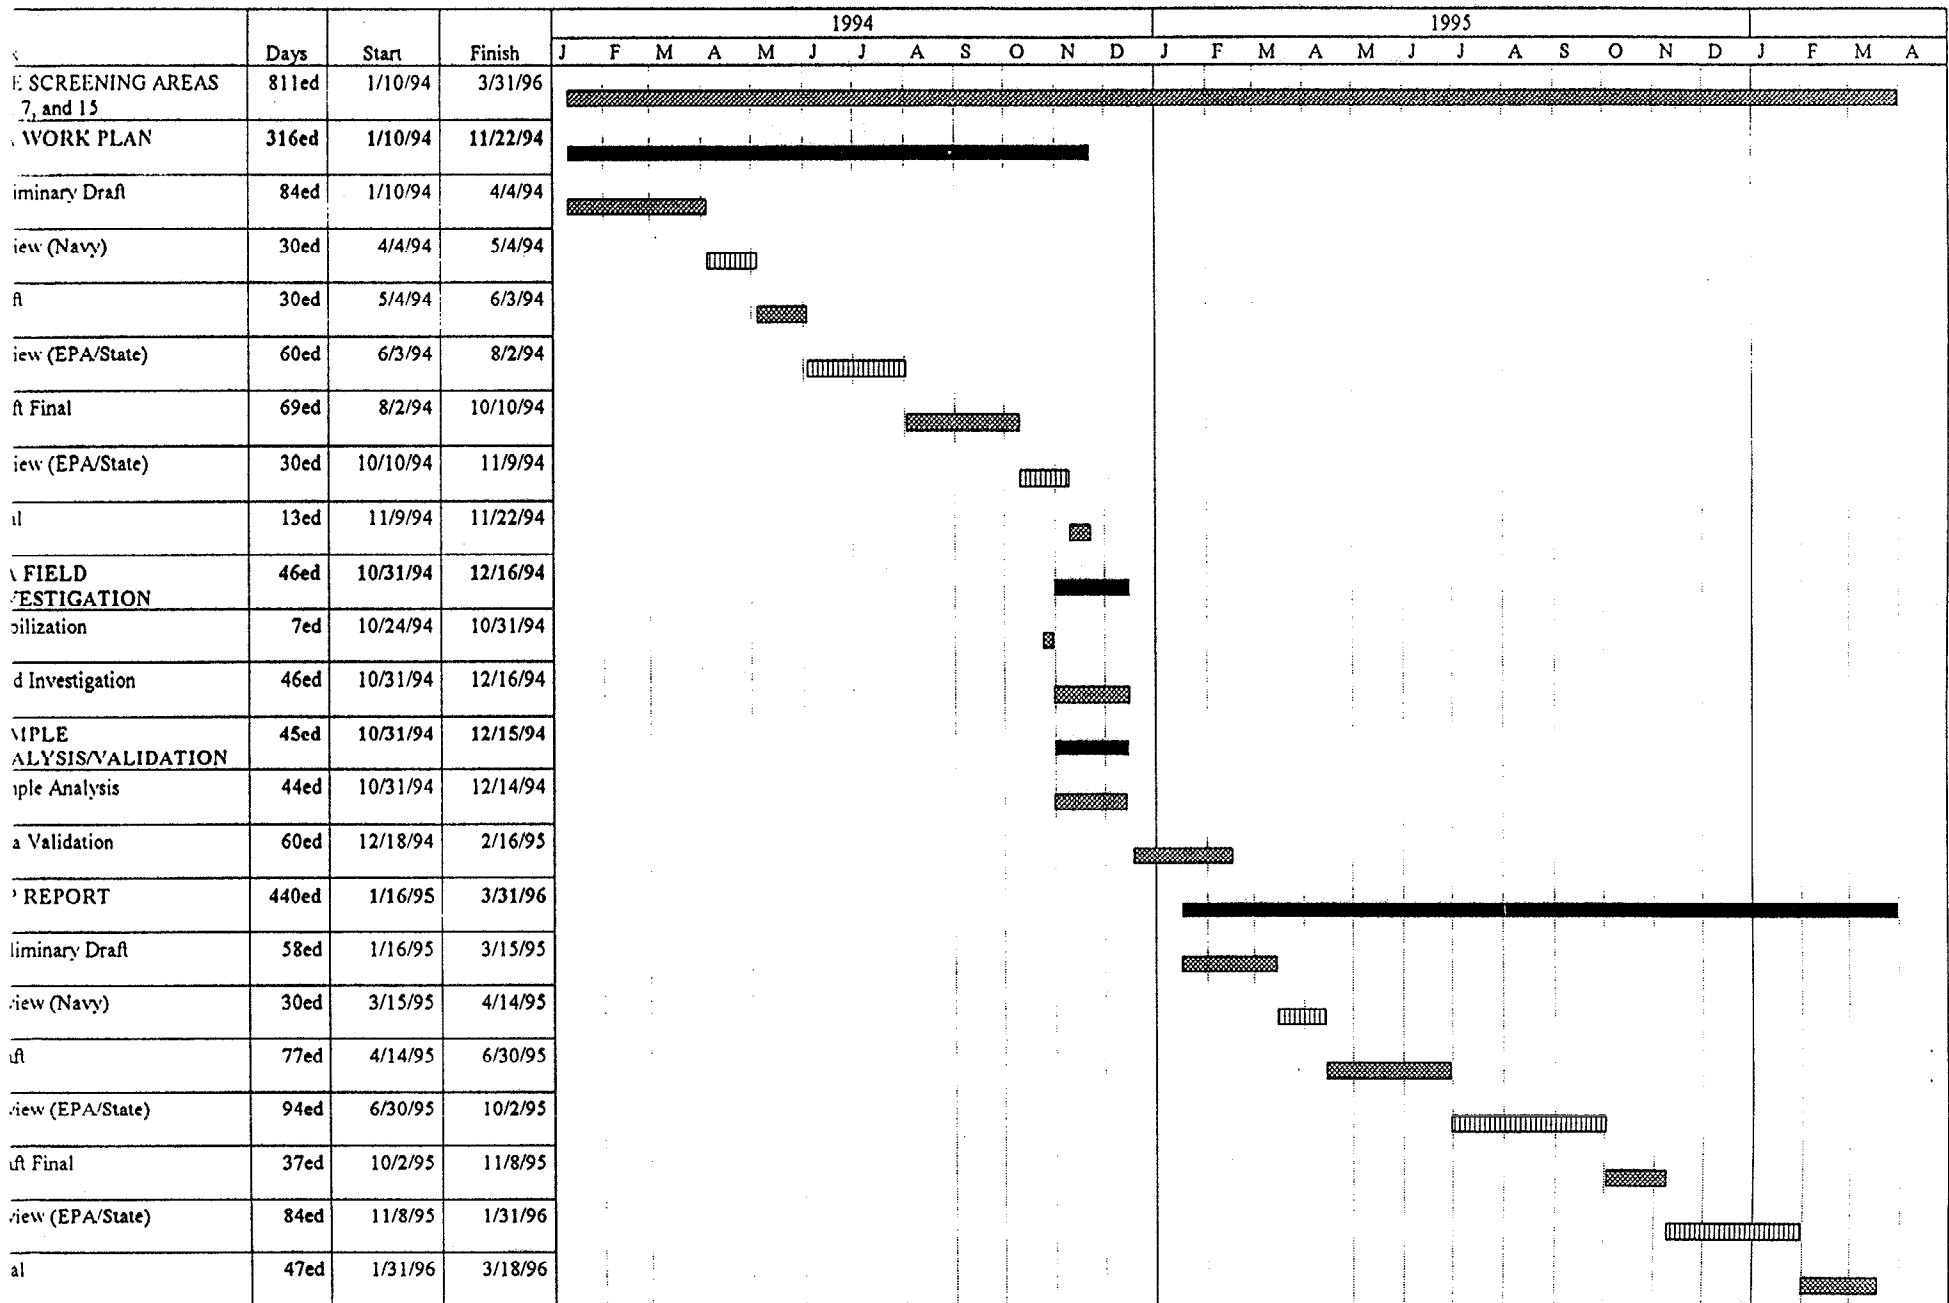 1994 1995
Days Start Finish J F M A M J J A S O N D J F M A M J J A S O N D J F M A
E SCREENING AREAS 811ed 1/10/94 3/31/96
7, and 15
WORK PLAN 316ed 1/10/94 11/22/94
iminary Draft 84ed 1/10/94 4/4/94
iew (Navy) 30ed 4/4/94 5/4/94
ft 30ed 5/4/94 6/3/94
iew (EPA/State) 60ed 6/3/94 8/2/94
ft Final 69ed 8/2/94 10/10/94
iew (EPA/State) 30ed 10/10/94 11/9/94
al 13ed 11/9/94 11/22/94
A FIELD 46ed 10/31/94 12/16/94
VESTIGATION
bilization 7ed 10/24/94 10/31/94
d Investigation 46ed 10/31/94 12/16/94
MPLE 45ed 10/31/94 12/15/94
ALYSIS/VALIDATION
mple Analysis 44ed 10/31/94 12/14/94
a Validation 60ed 12/18/94 2/16/95
REPORT 440ed 1/16/95 3/31/96
liminary Draft 58ed 1/16/95 3/15/95
view (Navy) 30ed 3/15/95 4/14/95
aft 77ed 4/14/95 6/30/95
view (EPA/State) 94ed 6/30/95 10/2/95
aft Final 37ed 10/2/95 11/8/95
view (EPA/State) 84ed 11/8/95 1/31/96
al 47ed 1/31/96 3/18/96